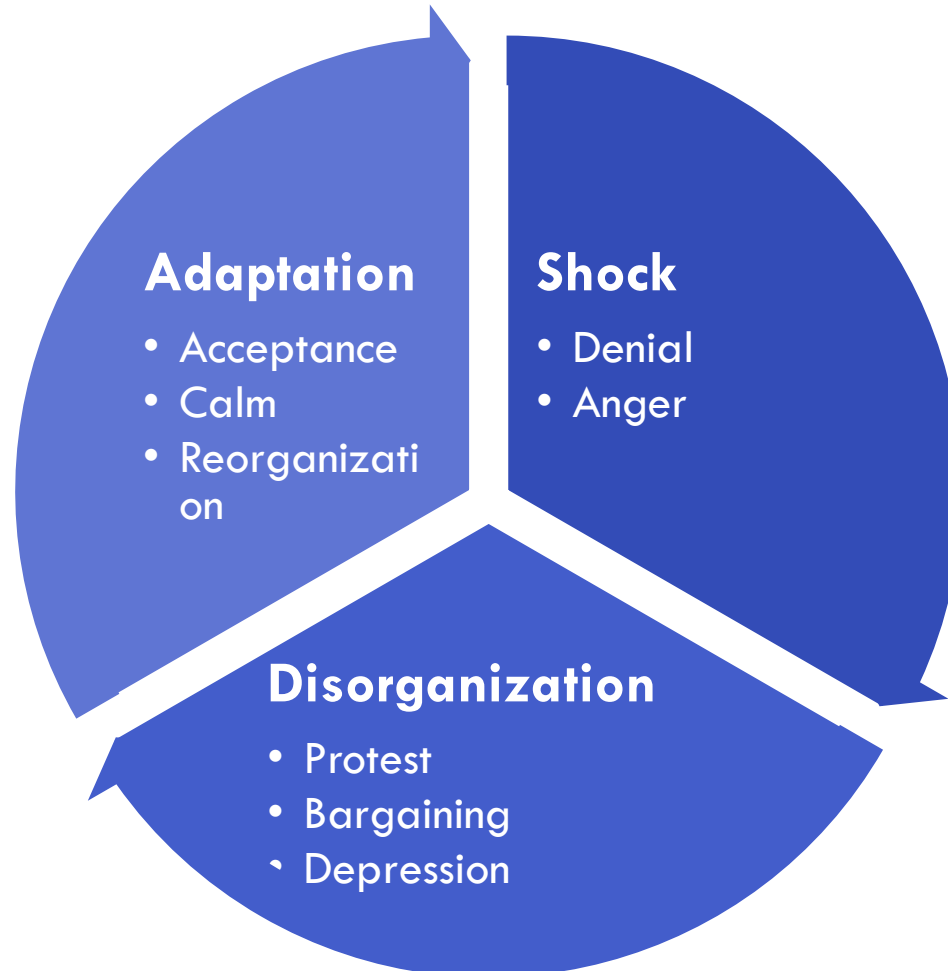 Adaptation
• Acceptance
• Calm
• Reorganizati
on
Shock
• Denial
• Anger
Disorganization
• Protest
• Bargaining
• Depression